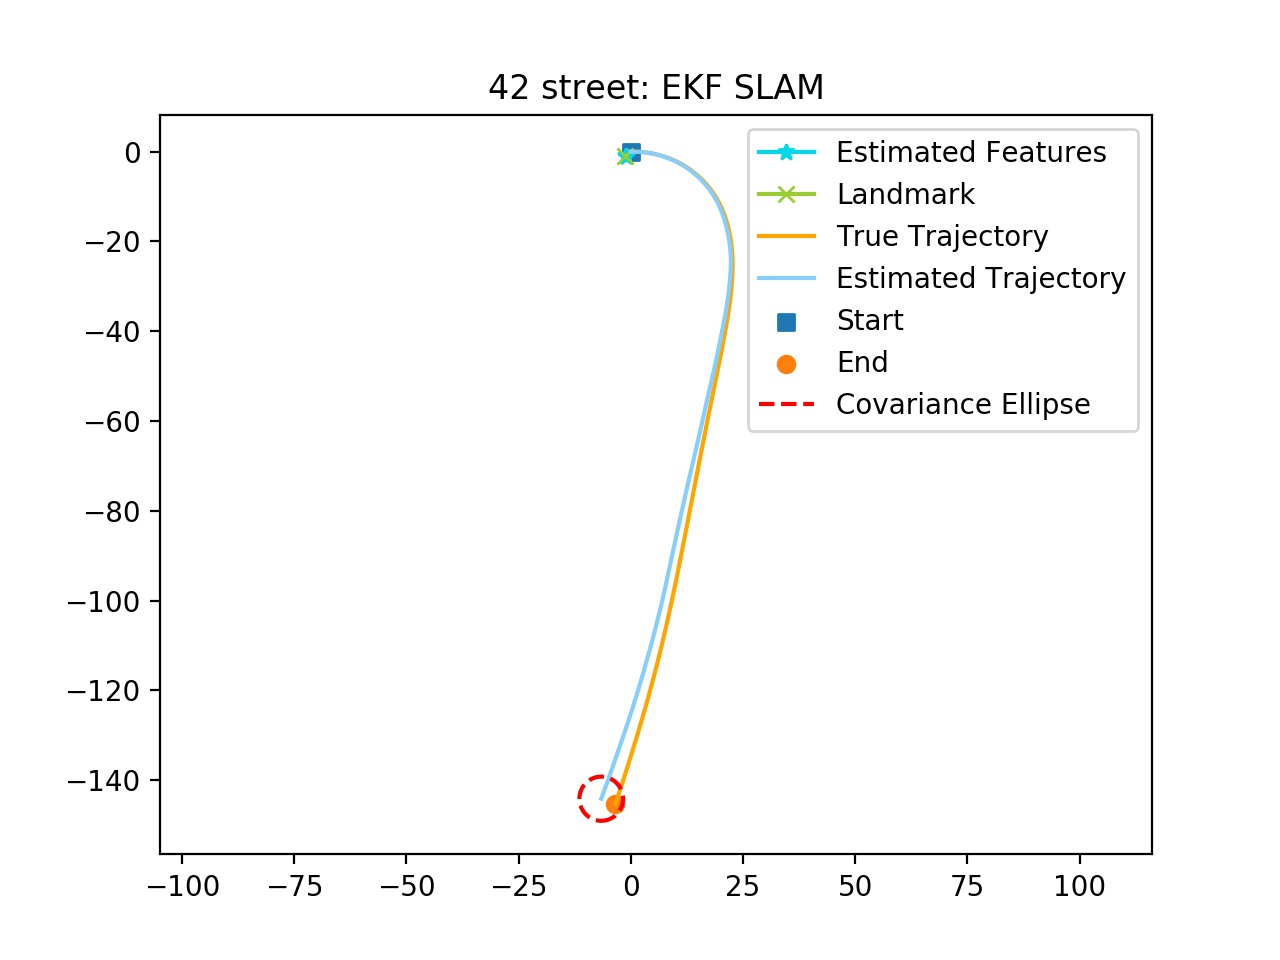 42 street: EKF SLAM
Estimated Features
Landmark
True Trajectory
Estimated Trajectory
Start
End
Covariance Ellipse
0
−20
−40
−60
−80
−100
−120
−140
−100 −75 −50 −25 0 25 50 75 100